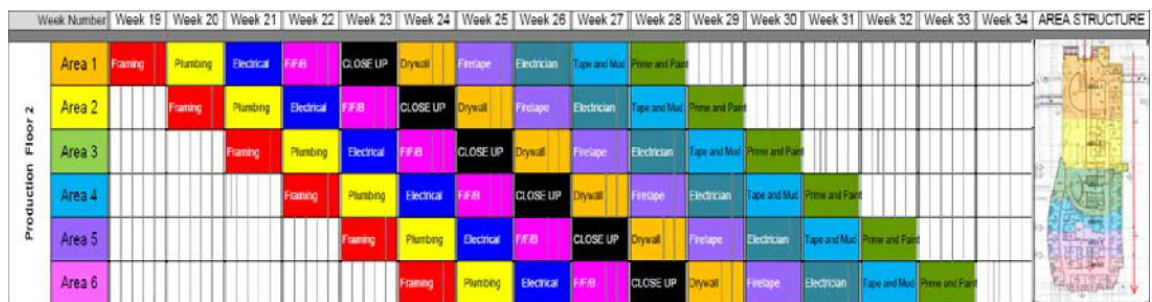 Week Number Week 19 Week 20 Week 21 Week 22 Week 23 Week 24 Week 25 Week 26 Week 27 Week 28 Week 29 Week 30 Week 31 Week 32 Week 33 Week 34 AREA STRUCTURE
Production Floor 2
Area 1 Framing Plumbing Electrical F/F/B CLOSE UP Drywall Firetape Electrician Tape and Mud Prime and Paint
Area 2 Framing Plumbing Electrical F/F/B CLOSE UP Drywall Firetape Electrician Tape and Mud Prime and Paint
Area 3 Framing Plumbing Electrical F/F/B CLOSE UP Drywall Firetape Electrician Tape and Mud Prime and Paint
Area 4 Framing Plumbing Electrical F/F/B CLOSE UP Drywall Firetape Electrician Tape and Mud Prime and Paint
Area 5 Framing Plumbing Electrical F/F/B CLOSE UP Drywall Firetape Electrician Tape and Mud Prime and Paint
Area 6 Framing Plumbing Electrical F/F/B CLOSE UP Drywall Firetape Electrician Tape and Mud Prime and Paint